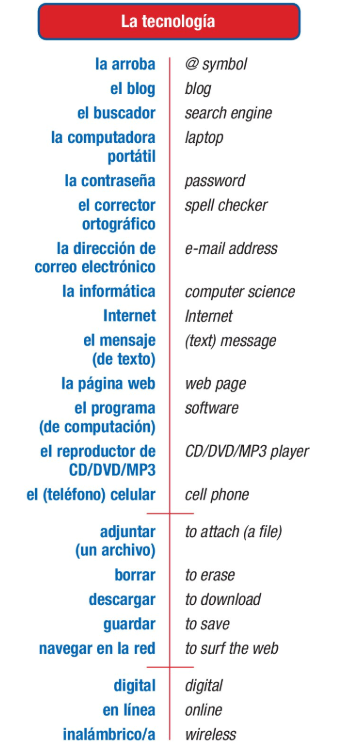 La tecnología
la arroba @ symbol
el blog blog
el buscador search engine
la computadora laptop
portátil
la contraseña password
el corrector spell checker
ortográfico
la dirección de e-mail address
correo electrónico
la informática computer science
Internet Internet
el mensaje (text) message
(de texto)
la página web web page
el programa software
(de computación)
el reproductor de CD/DVD/MP3 player
CD/DVD/MP3
el (teléfono) celular cell phone
adjuntar to attach (a file)
(un archivo)
borrar to erase
descargar to download
guardar to save
navegar en la red to surf the web
digital digital
en línea online
inalámbrico/a wireless